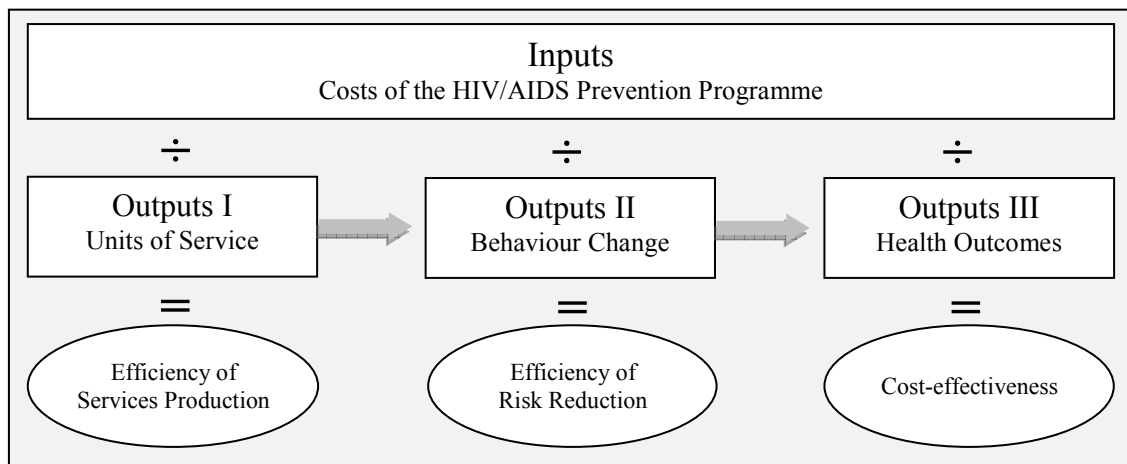 Inputs
Costs of the HIV/AIDS Prevention Programme
÷ ÷ ÷
Outputs I
Units of Service
Outputs II
Behaviour Change
Outputs III
Health Outcomes
= = =
Efficiency of
Services Production
Efficiency of
Risk Reduction
Cost-effectiveness